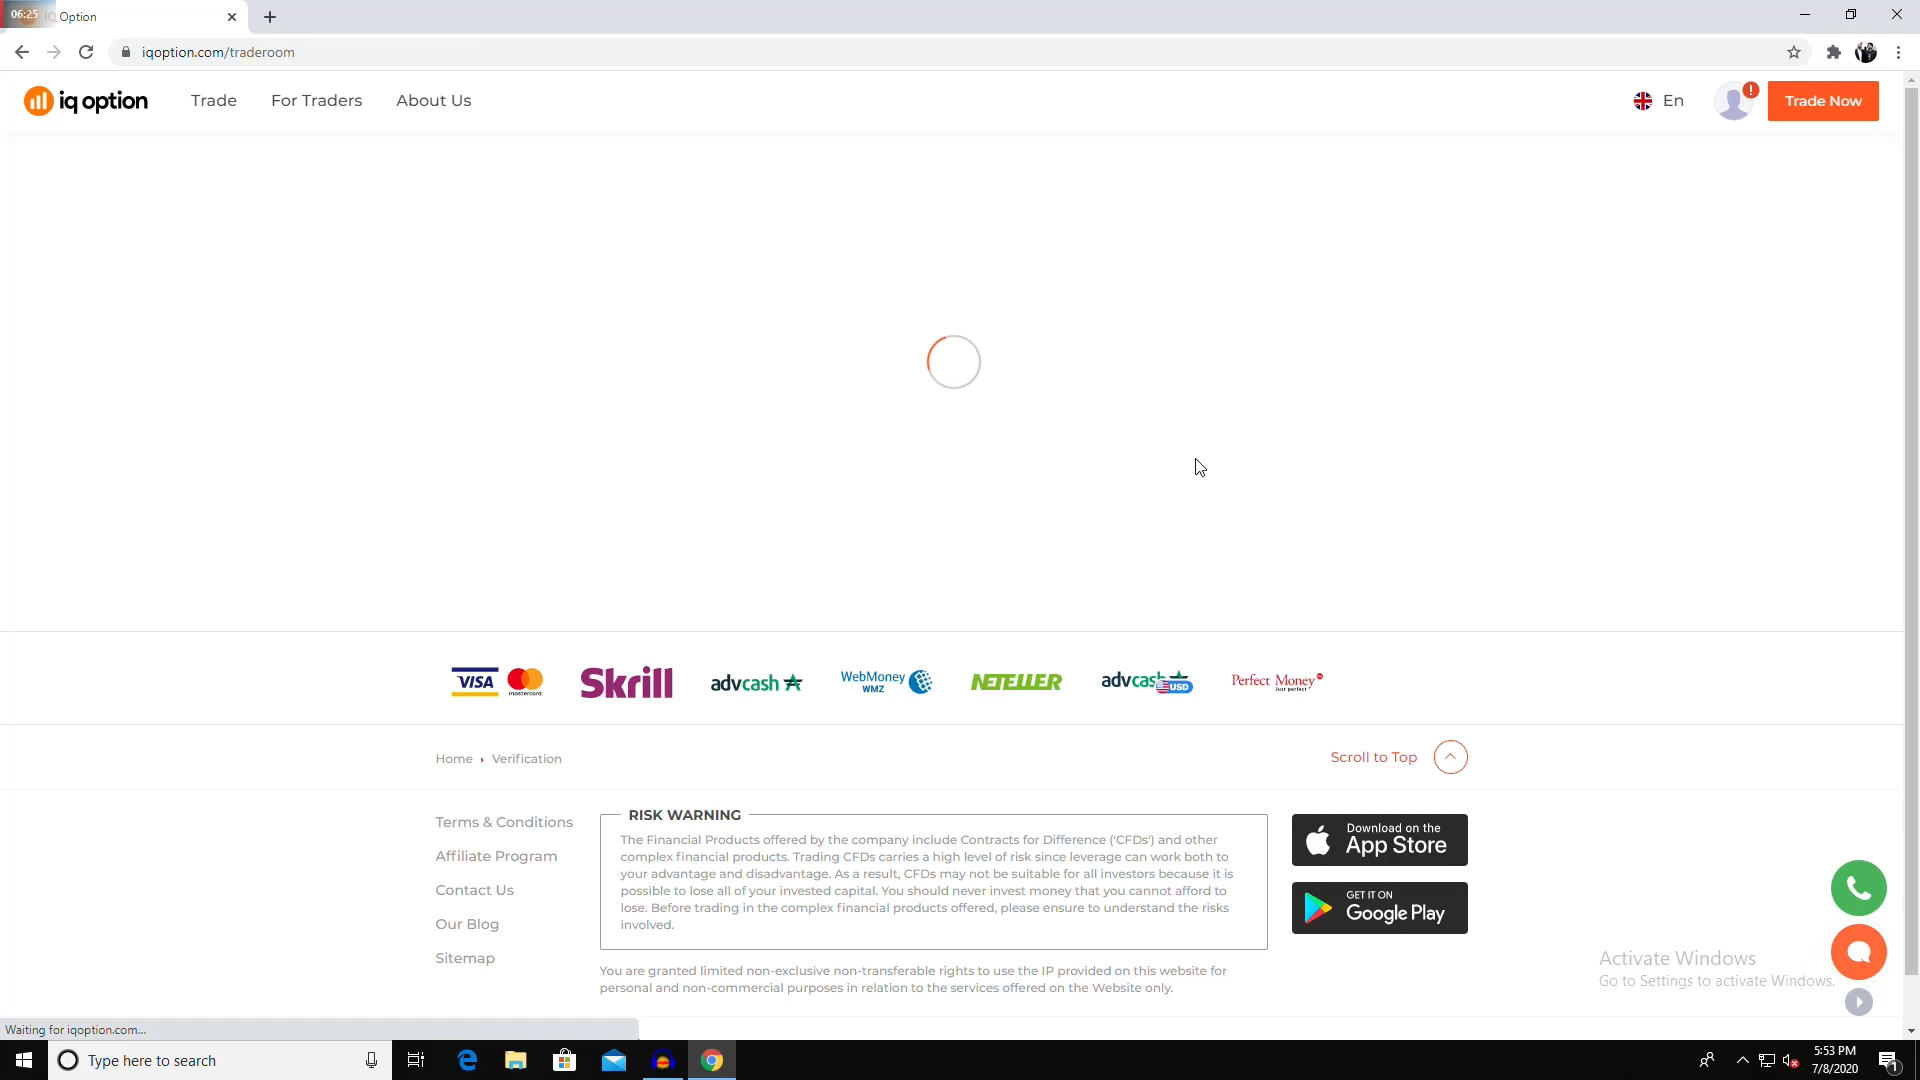 06:25
IQ Option
iqoption.com/traderoom
iq option
Trade
For Traders
About Us
En
!
Trade Now
VISA
mastercard.
Skrill
advcash
WebMoney
WMZ
NETELLER
advcash
USD
Perfect Money
Just perfect
Home
Verification
Scroll to Top
Terms & Conditions
Affiliate Program
Contact Us
Our Blog
Sitemap
RISK WARNING
The Financial Products offered by the company include Contracts for Difference ('CFDs') and other
complex financial products. Trading CFDs carries a high level of risk since leverage can work both to
your advantage and disadvantage. As a result, CFDs may not be suitable for all investors because it is
possible to lose all of your invested capital. You should never invest money that you cannot afford to
lose. Before trading in the complex financial products offered, please ensure to understand the risks
involved.
You are granted limited non-exclusive non-transferable rights to use the IP provided on this website for
personal and non-commercial purposes in relation to the services offered on the Website only.
Download on the
App Store
GET IT ON
Google Play
Activate Windows
Go to Settings to activate Windows.
Waiting for iqoption.com...
Type here to search
5:53 PM
7/8/2020
1